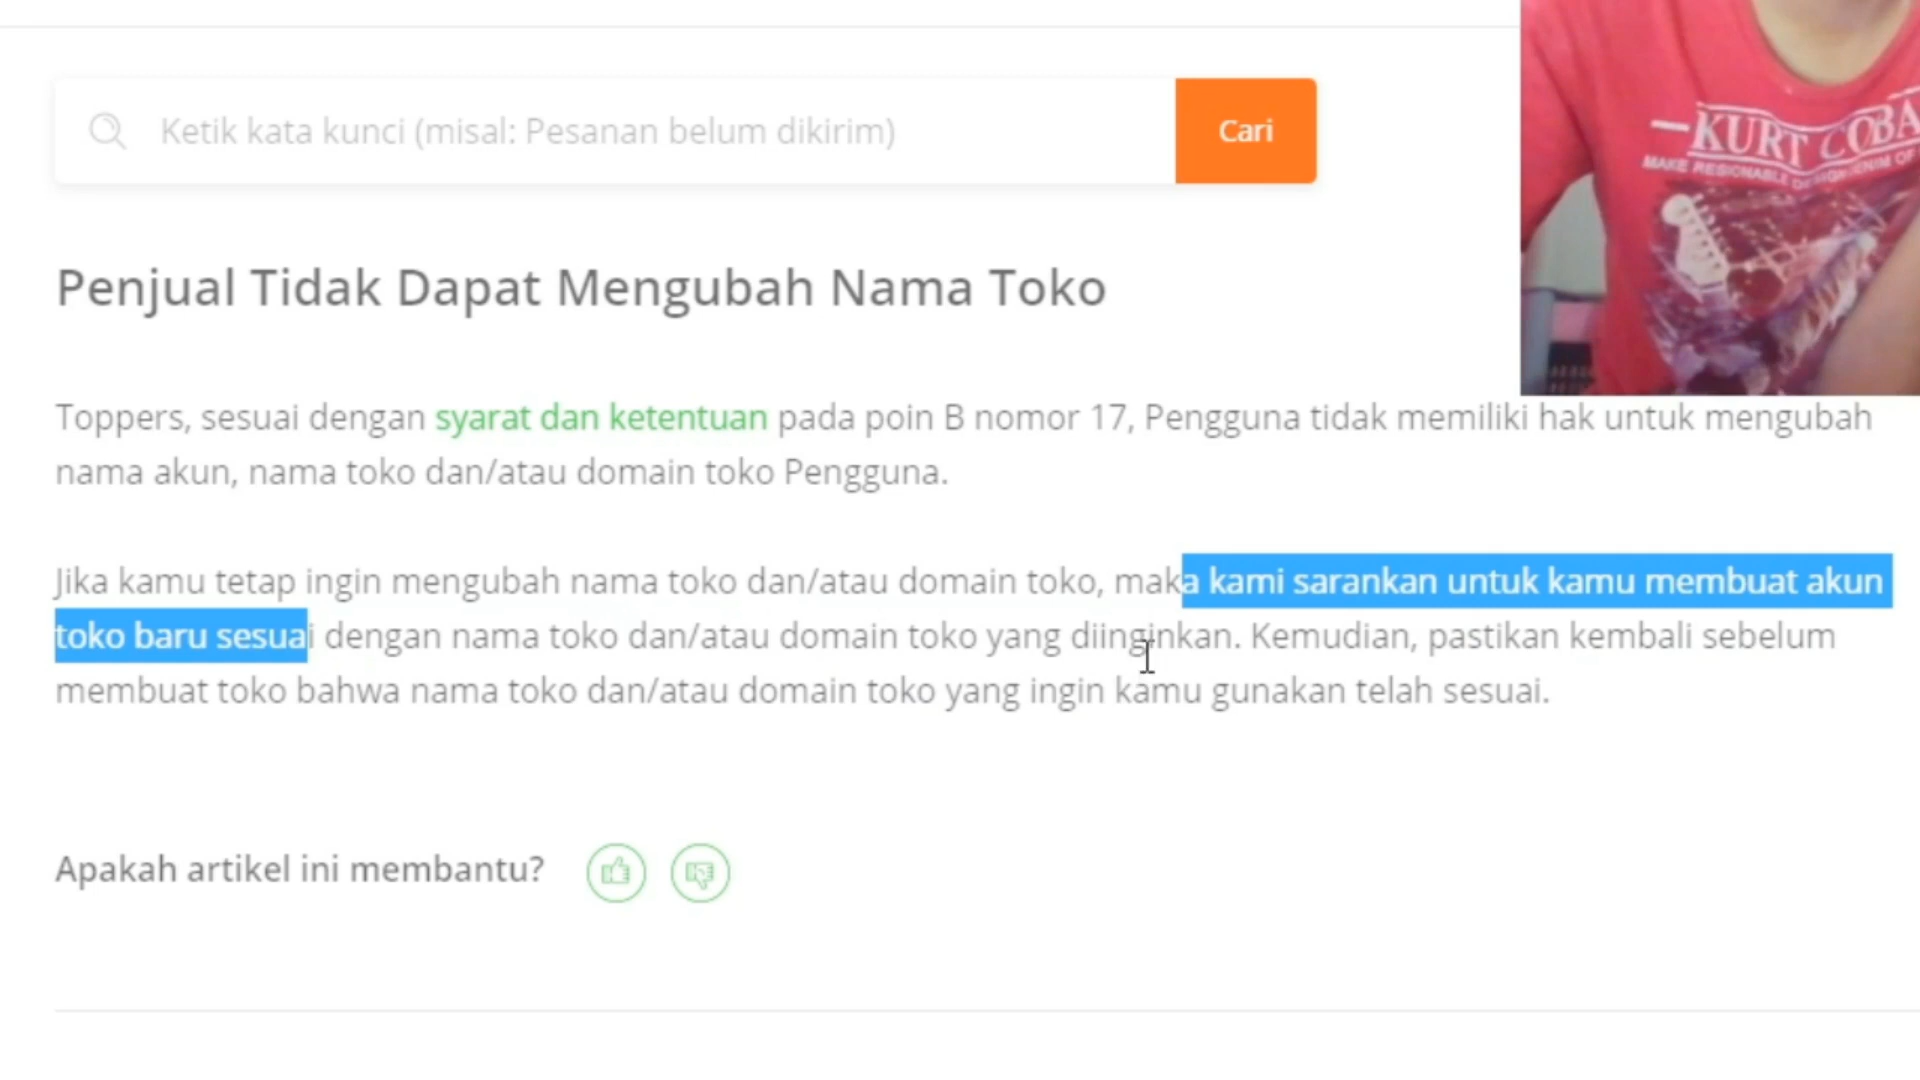 Ketik kata kunci (misal: Pesanan belum dikirim)
Cari
KURT COBA
Penjual Tidak Dapat Mengubah Nama Toko
Toppers, sesuai dengan syarat dan ketentuan pada poin B nomor 17, Pengguna tidak memiliki hak untuk mengubah
nama akun, nama toko dan/atau domain toko Pengguna.
Jika kamu tetap ingin mengubah nama toko dan/atau domain toko, maka kami sarankan untuk kamu membuat akun
toko baru sesuai dengan nama toko dan/atau domain toko yang diinginkan. Kemudian, pastikan kembali sebelum
membuat toko bahwa nama toko dan/atau domain toko yang ingin kamu gunakan telah sesuai.
Apakah artikel ini membantu?